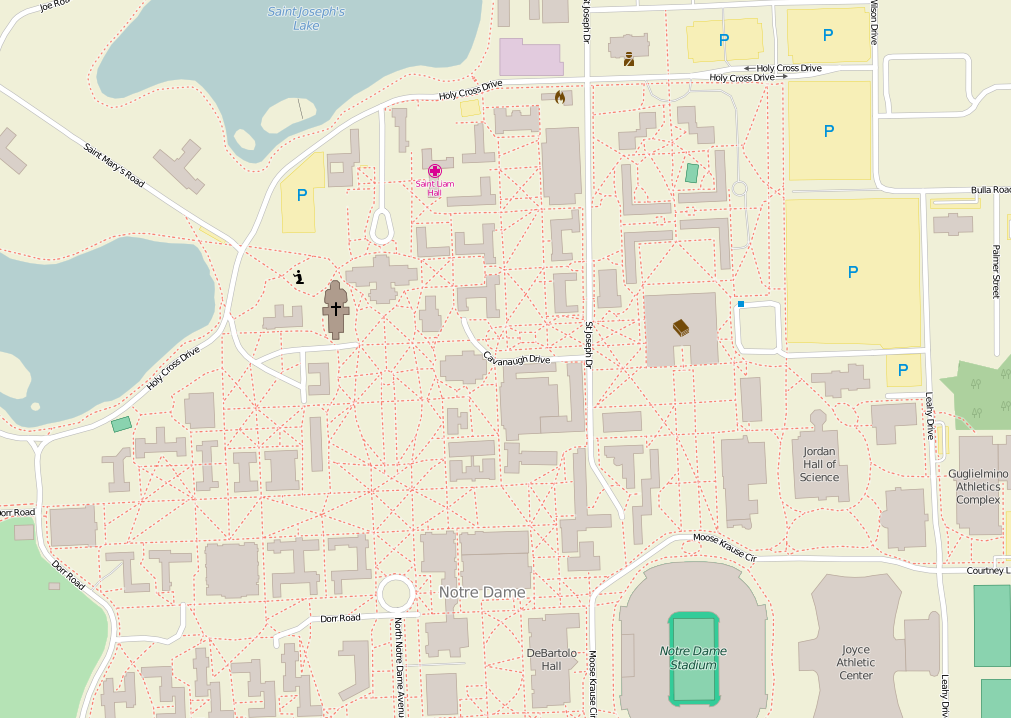 Joe Roa
Saint Joseph's
Lake
St Joseph Dr
Wilson Drive
P
P
Holy Cross Drive
Holy Cross Drive
Holy Cross Drive
P
Saint Mary's Road
Saint Liam
Hall
P
Bulla Road
Palmer Street
P
St Joseph Dr
Cavanaugh Drive
Holy Cross Drive
P
Leahy Drive
Jordan
Hall of
Science
Guglielmino
Athletics
Complex
Dorr Road
Moose Krause Cir
Dorr Road
Courtney L
Notre Dame
Dorr Road
North Notre Dame Avenu
DeBartolo
Hall
Moose Krause Cir
Notre Dame
Stadium
Joyce
Athletic
Center
Leahy Driv